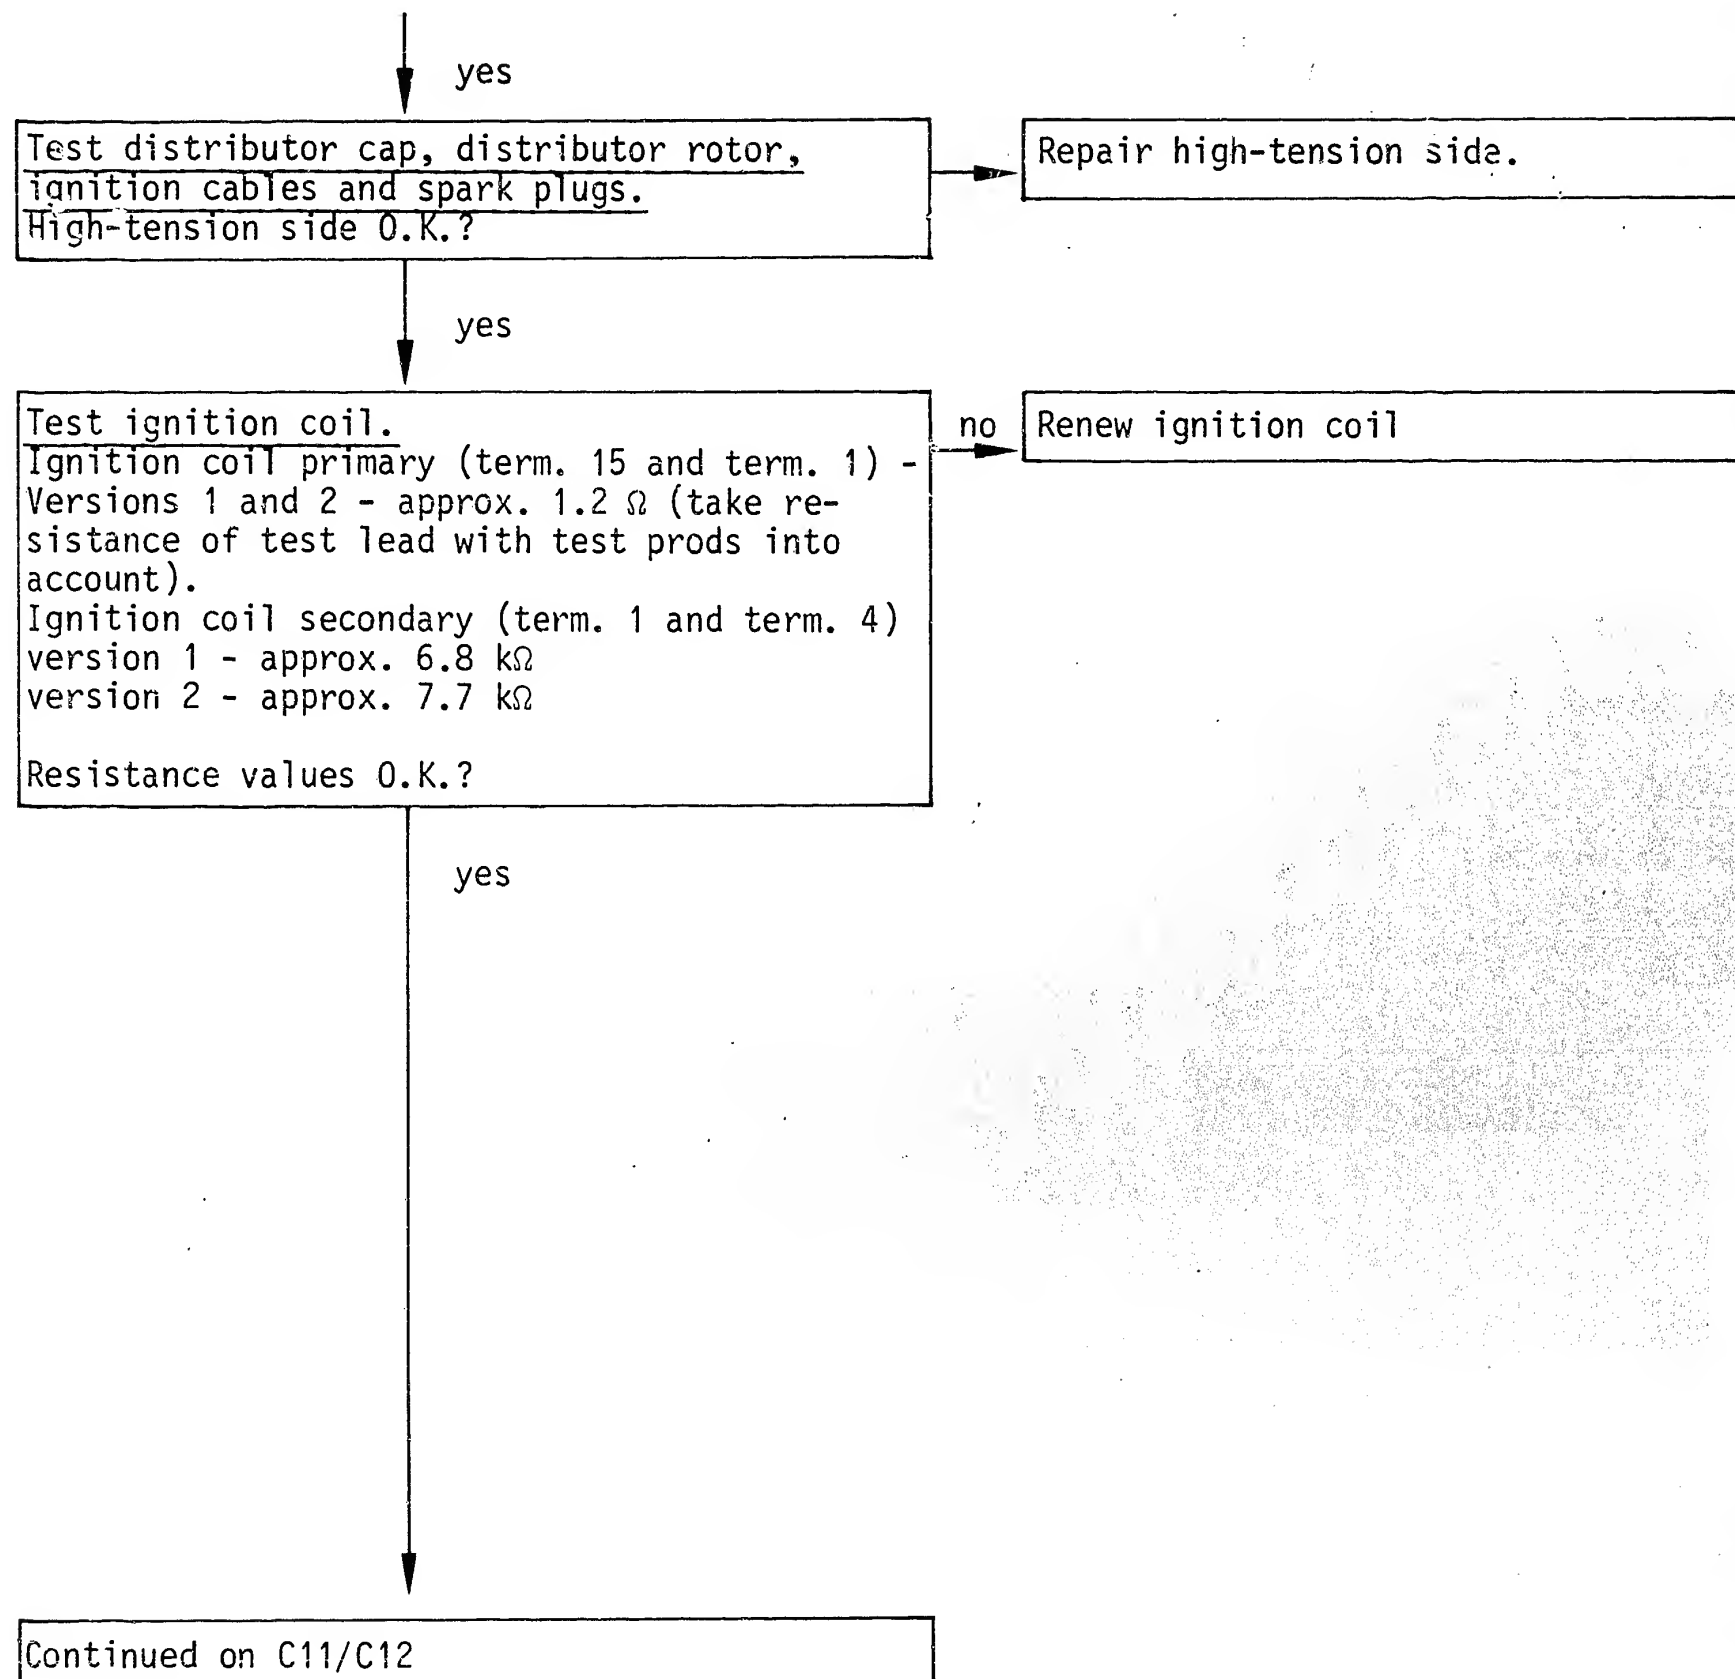 yes
Test distributor cap, distributor rotor,
ignition cables and spark plugs.
High-tension side O.K.?
Repair high-tension side.
yes
Test ignition coil.
Ignition coil primary (term. 15 and term. 1) -
Versions 1 and 2 - approx. 1.2 Ω (take re-
sistance of test lead with test prods into
account).
Ignition coil secondary (term. 1 and term. 4)
version 1 - approx. 6.8 kΩ
version 2 - approx. 7.7 kΩ
Resistance values O.K.?
no
Renew ignition coil
yes
Continued on C11/C12